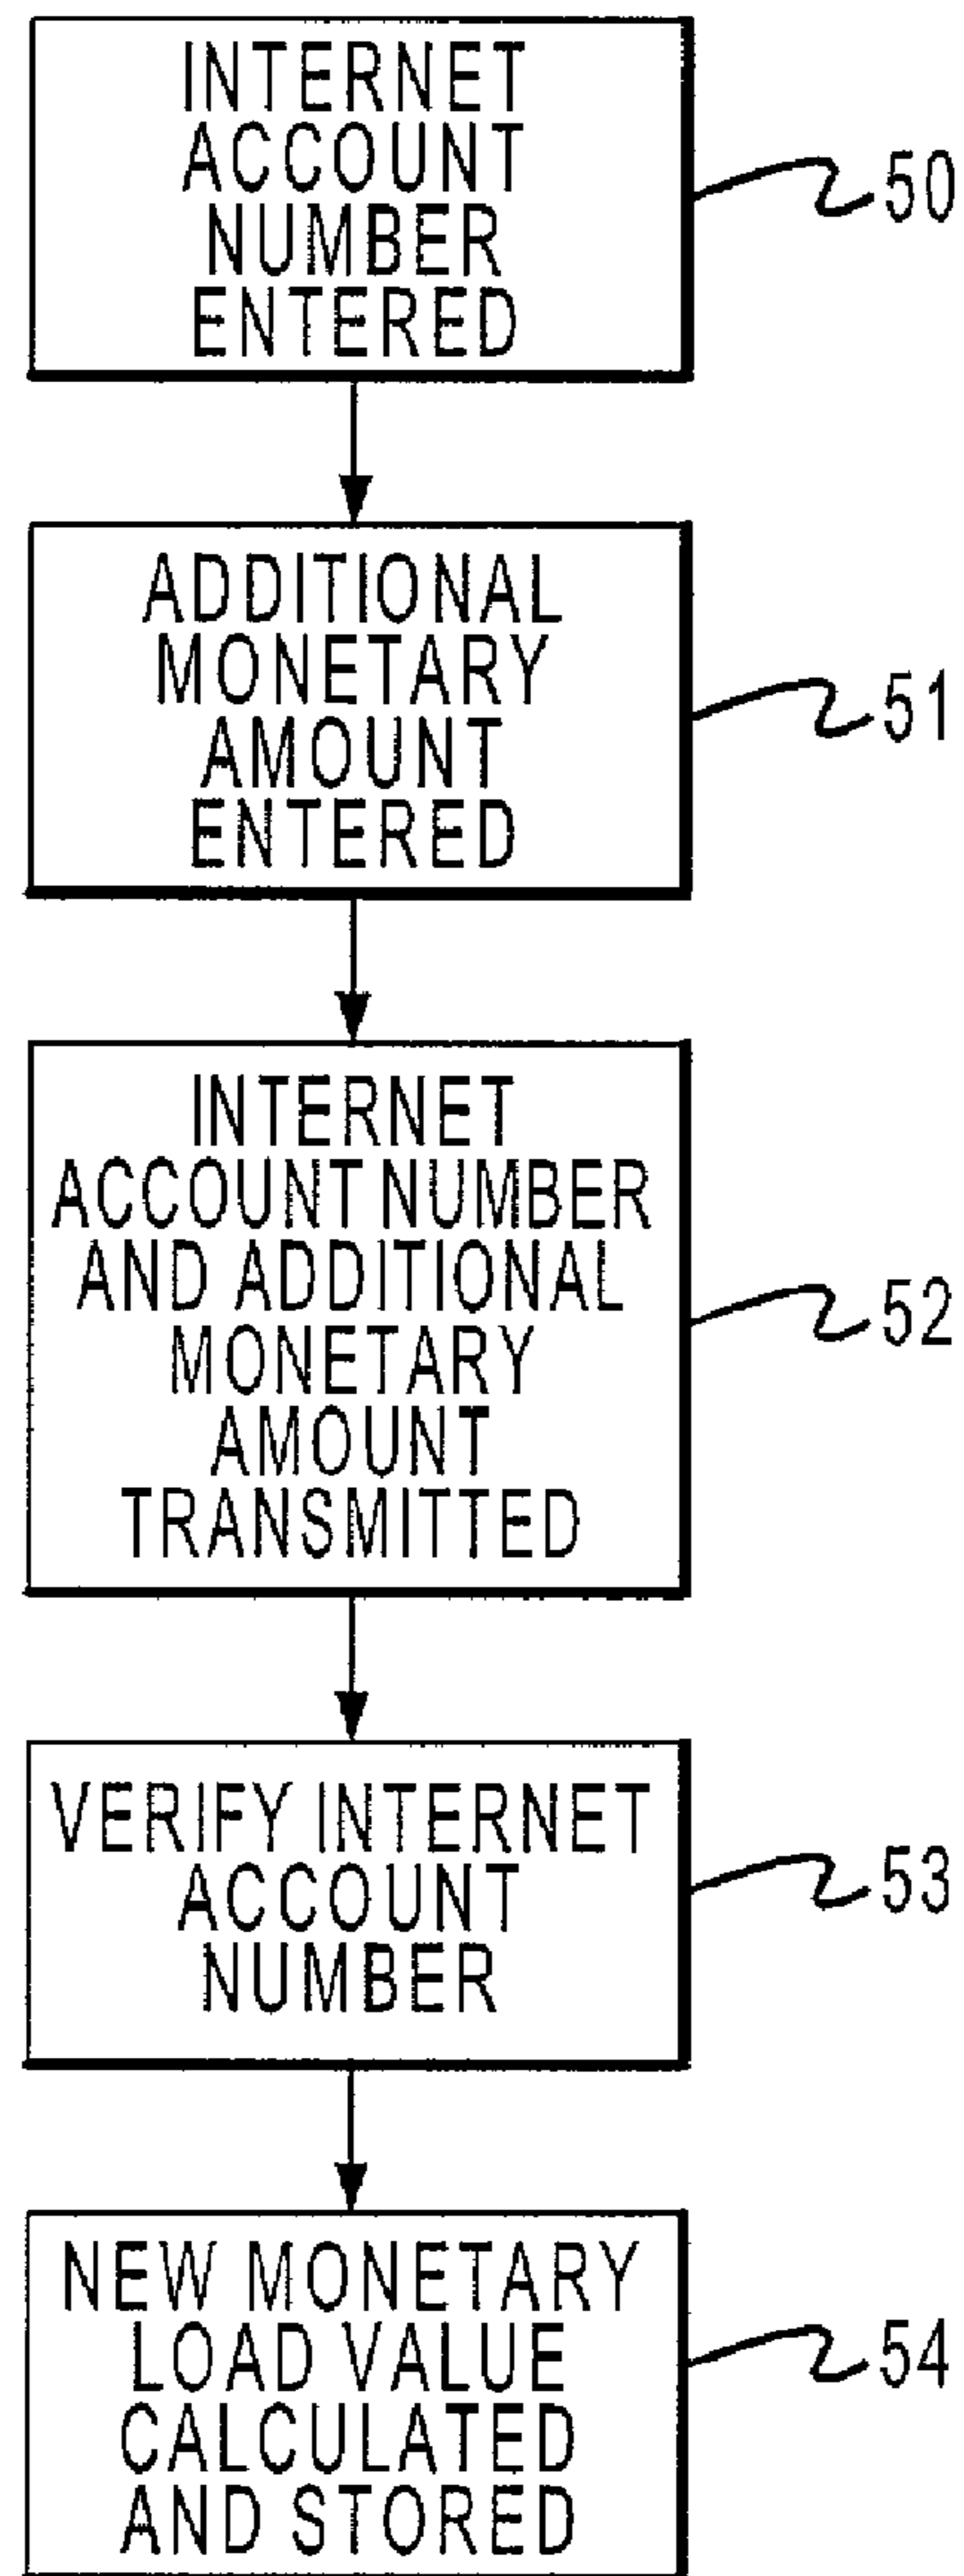 INTERNET
ACCOUNT
NUMBER
ENTERED
50
ADDITIONAL
MONETARY
AMOUNT
ENTERED
51
INTERNET
ACCOUNT NUMBER
AND ADDITIONAL
MONETARY
AMOUNT
TRANSMITTED
52
VERIFY INTERNET
ACCOUNT
NUMBER
53
NEW MONETARY
LOAD VALUE
CALCULATED
AND STORED
54